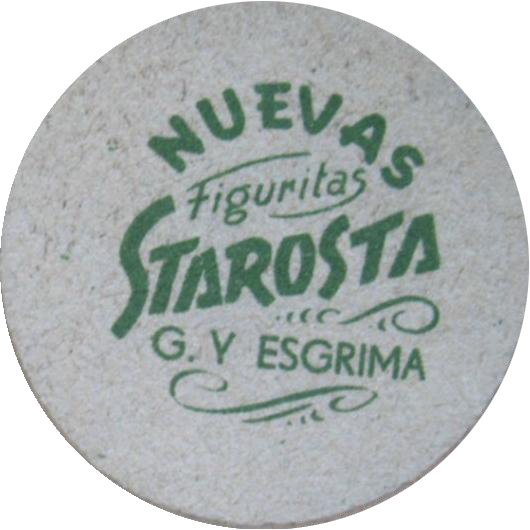 NUEVAS
Figuritas
STAROSTA
G. Y ESGRIMA